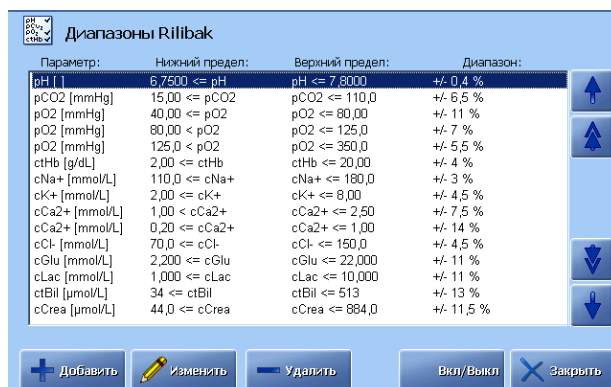 pH ✓
pCO₂ ✓
pO₂ ✓
ctHb ✓
Диапазоны Rilibak
Параметр: Нижний предел: Верхний предел: Диапазон:
pH [ ] 6,7500 <= pH pH <= 7,8000 +/- 0,4 %
pCO2 [mmHg] 15,00 <= pCO2 pCO2 <= 110,0 +/- 6,5 %
pO2 [mmHg] 40,00 <= pO2 pO2 <= 80,00 +/- 11 %
pO2 [mmHg] 80,00 < pO2 pO2 <= 125,0 +/- 7 %
pO2 [mmHg] 125,0 < pO2 pO2 <= 350,0 +/- 5,5 %
ctHb [g/dL] 2,00 <= ctHb ctHb <= 20,00 +/- 4 %
cNa+ [mmol/L] 110,0 <= cNa+ cNa+ <= 180,0 +/- 3 %
cK+ [mmol/L] 2,00 <= cK+ cK+ <= 8,00 +/- 4,5 %
cCa2+ [mmol/L] 1,00 < cCa2+ cCa2+ <= 2,50 +/- 7,5 %
cCa2+ [mmol/L] 0,20 <= cCa2+ cCa2+ <= 1,00 +/- 14 %
cCl- [mmol/L] 70,0 <= cCl- cCl- <= 150,0 +/- 4,5 %
cGlu [mmol/L] 2,200 <= cGlu cGlu <= 22,000 +/- 11 %
cLac [mmol/L] 1,000 <= cLac cLac <= 10,000 +/- 11 %
ctBil [µmol/L] 34 <= ctBil ctBil <= 513 +/- 13 %
cCrea [µmol/L] 44,0 <= cCrea cCrea <= 884,0 +/- 11,5 %
Добавить Изменить Удалить Вкл/Выкл Закрыть